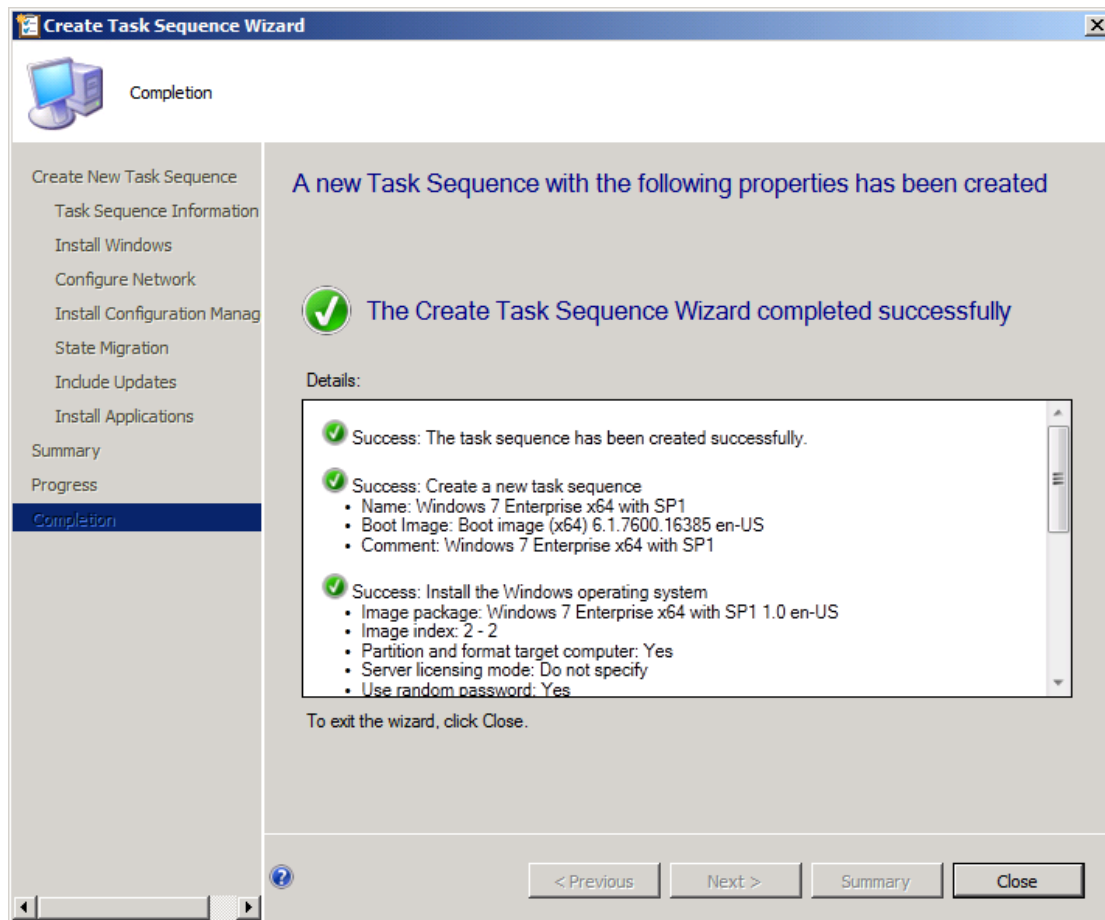 Create Task Sequence Wizard
Completion
Create New Task Sequence
Task Sequence Information
Install Windows
Configure Network
Install Configuration Manag
State Migration
Include Updates
Install Applications
Summary
Progress
Completion
A new Task Sequence with the following properties has been created
The Create Task Sequence Wizard completed successfully
Details:
Success: The task sequence has been created successfully.
Success: Create a new task sequence
• Name: Windows 7 Enterprise x64 with SP1
• Boot Image: Boot image (x64) 6.1.7600.16385 en-US
• Comment: Windows 7 Enterprise x64 with SP1
Success: Install the Windows operating system
• Image package: Windows 7 Enterprise x64 with SP1 1.0 en-US
• Image index: 2 - 2
• Partition and format target computer: Yes
• Server licensing mode: Do not specify
• Use random password: Yes
To exit the wizard, click Close.
< Previous
Next >
Summary
Close